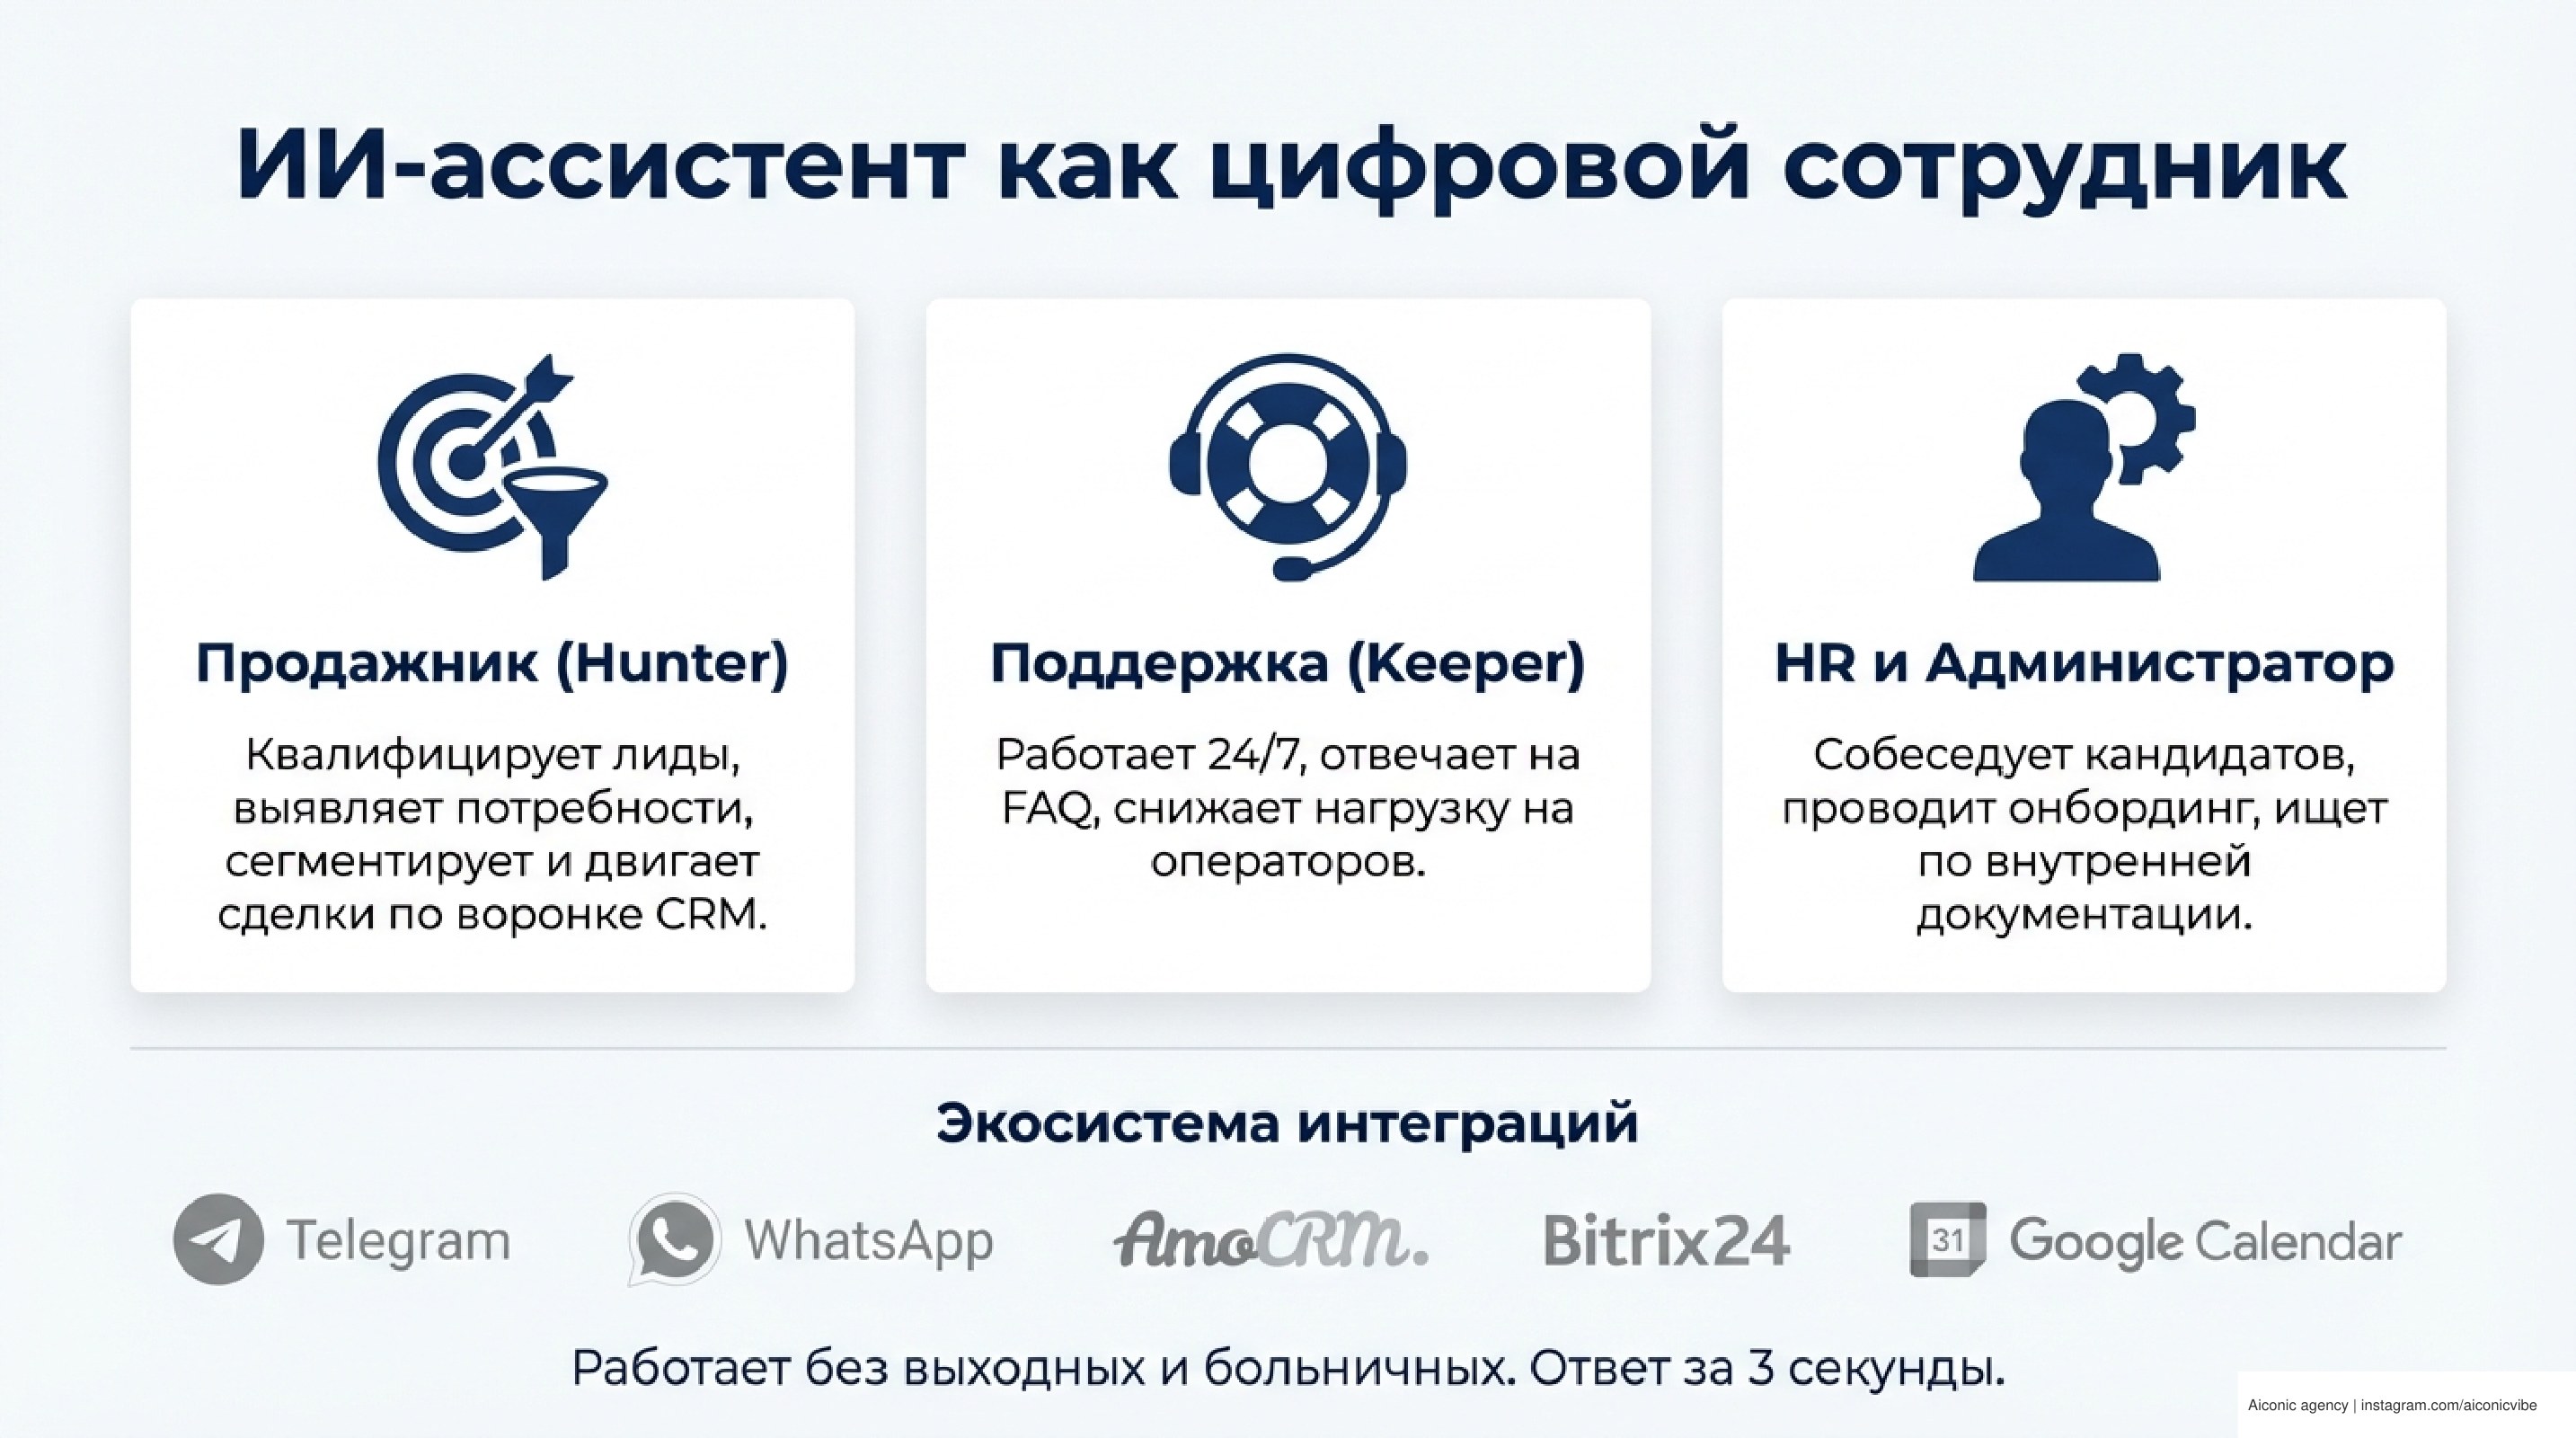 ИИ-ассистент как цифровой сотрудник
Продажник (Hunter)
Квалифицирует лиды,
выявляет потребности,
сегментирует и двигает
сделки по воронке CRM.
Поддержка (Keeper)
Работает 24/7, отвечает на
FAQ, снижает нагрузку на
операторов.
HR и Администратор
Собеседует кандидатов,
проводит онбординг, ищет
по внутренней
документации.
Экосистема интеграций
Telegram
WhatsApp
AmoCRM.
Bitrix24
31
Google Calendar
Работает без выходных и больничных. Ответ за 3 секунды.
Aiconic agency | instagram.com/aiconicvibe